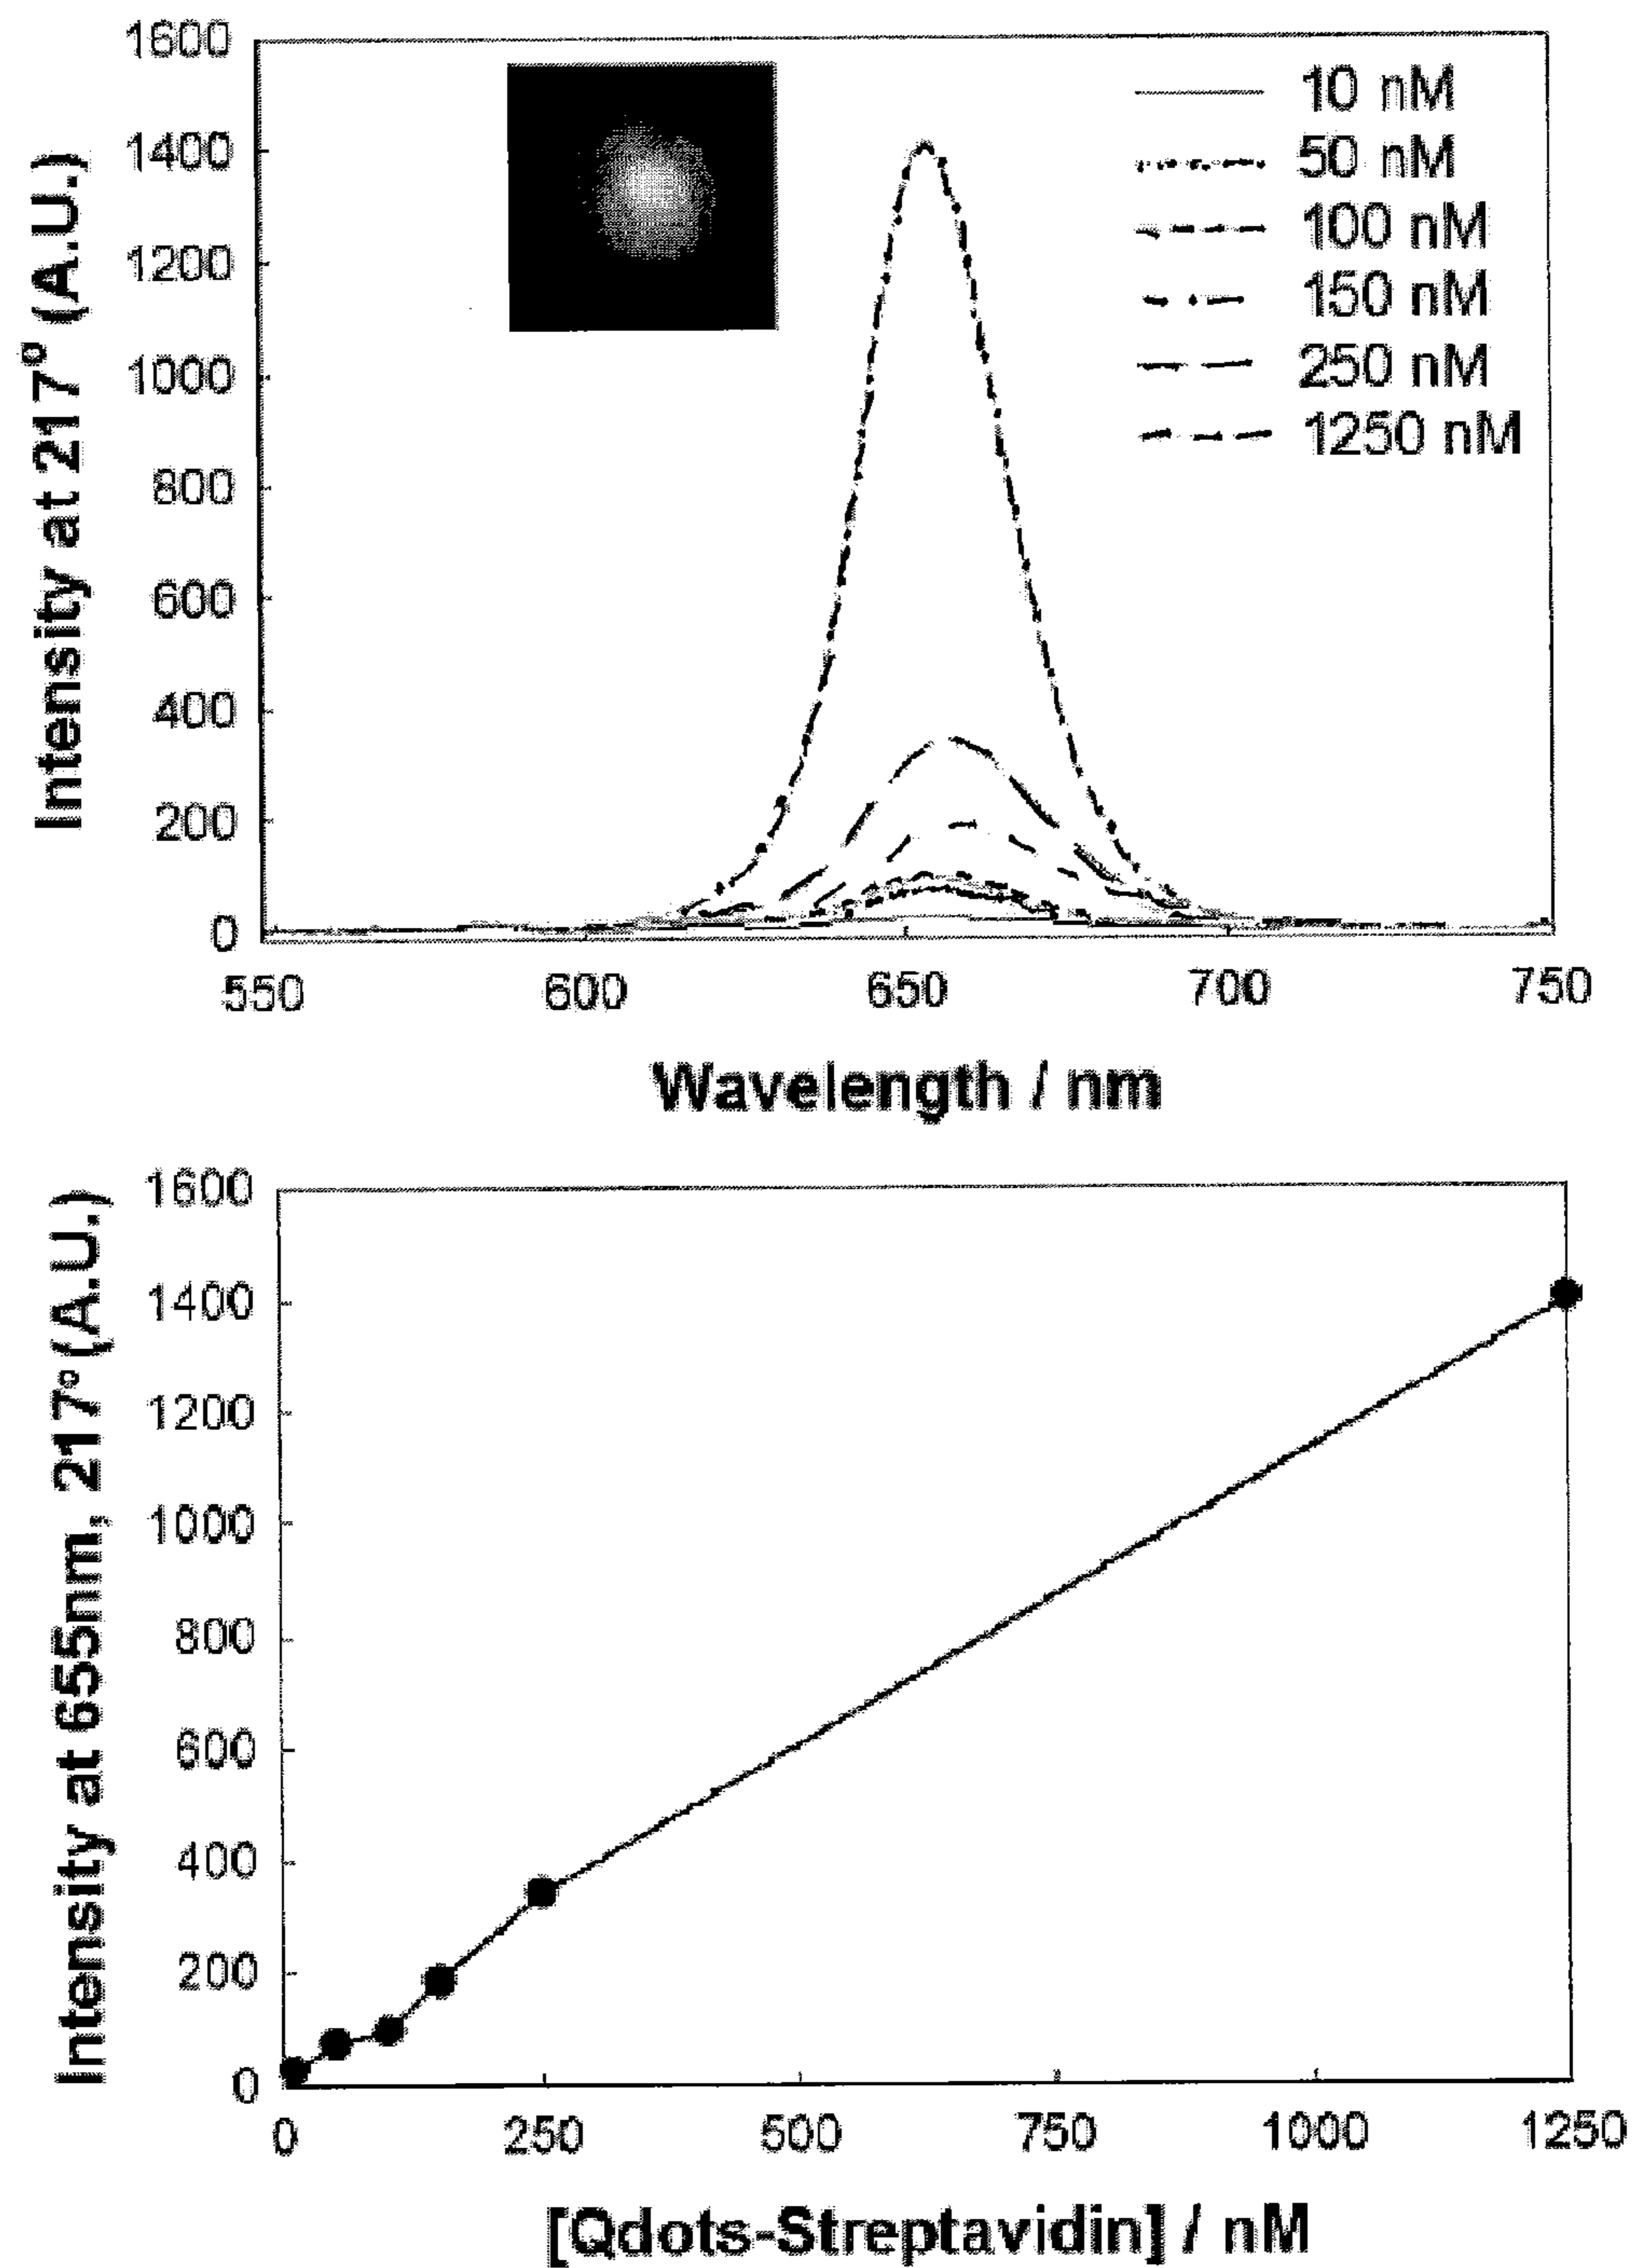 1600
1400
1200
1000
800
600
400
200
0
Intensity at 217° (A.U.)
10 nM
50 nM
100 nM
150 nM
250 nM
1250 nM
550 600 650 700 750
Wavelength / nm
1600
1400
1200
1000
800
600
400
200
0
Intensity at 655nm, 217° (A.U.)
0 250 500 750 1000 1250
[Qdots-Streptavidin] / nM